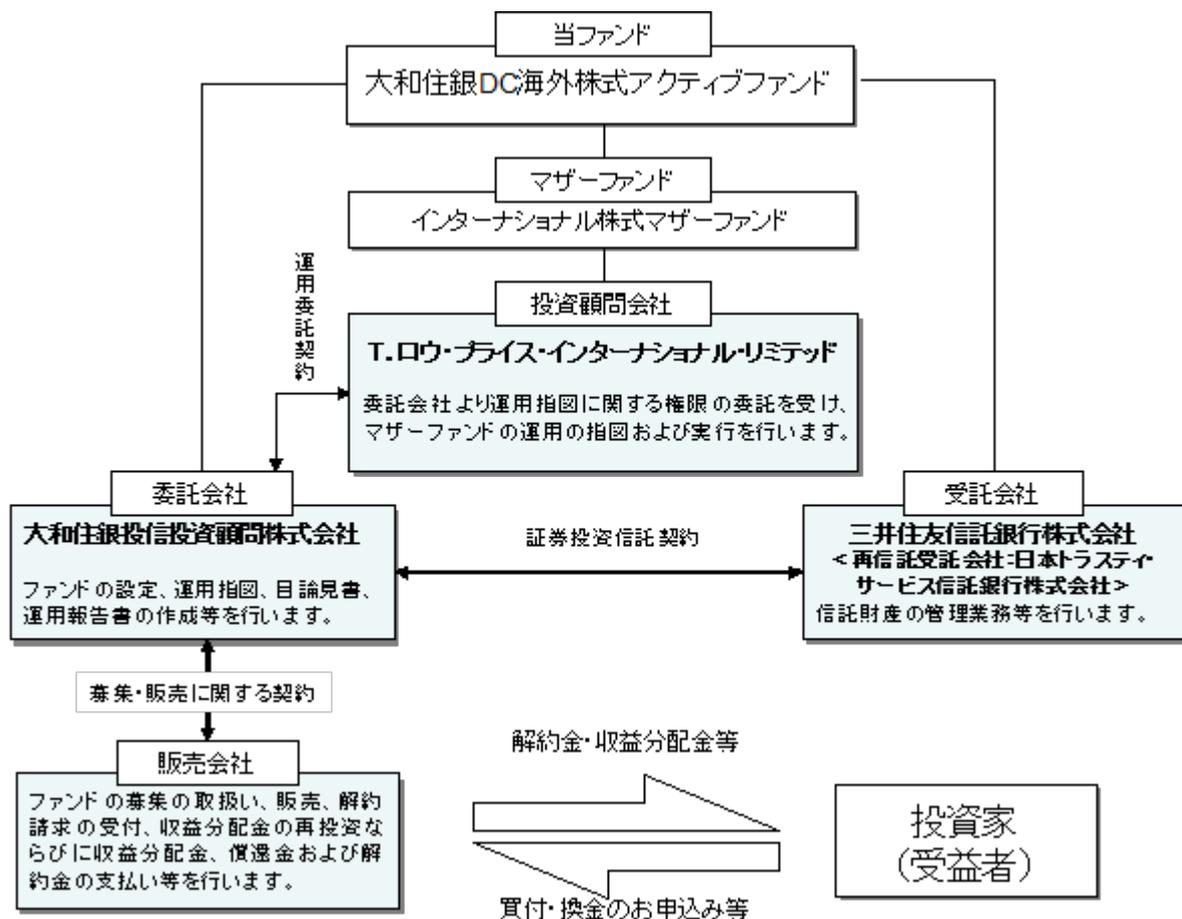 当ファンド
大和住銀DC海外株式アクティブファンド
マザーファンド
インターナショナル株式マザーファンド
運用委託契約
投資顧問会社
T.ロウ・プライス・インターナショナル・リミテッド
委託会社より運用指図に関する権限の委託を受け、
マザーファンドの運用の指図および実行を行います。
委託会社
大和住銀投信投資顧問株式会社
ファンドの設定、運用指図、目論見書、
運用報告書の作成等を行います。
証券投資信託契約
受託会社
三井住友信託銀行株式会社
<再信託受託会社:日本トラスティ・
サービス信託銀行株式会社>
信託財産の管理業務等を行います。
募集・販売に関する契約
販売会社
ファンドの募集の取扱い、販売、解約
請求の受付、収益分配金の再投資な
らびに収益分配金、償還金および解
約金の支払い等を行います。
解約金・収益分配金等
買付・換金のお申込み等
投資家
(受益者)